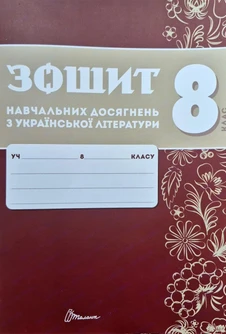 ЗОШИТ
НАВЧАЛЬНИХ ДОСЯГНЕНЬ
З УКРАЇНСЬКОЇ ЛІТЕРАТУРИ
8
КЛАС
УЧ 8 КЛАСУ
Талант